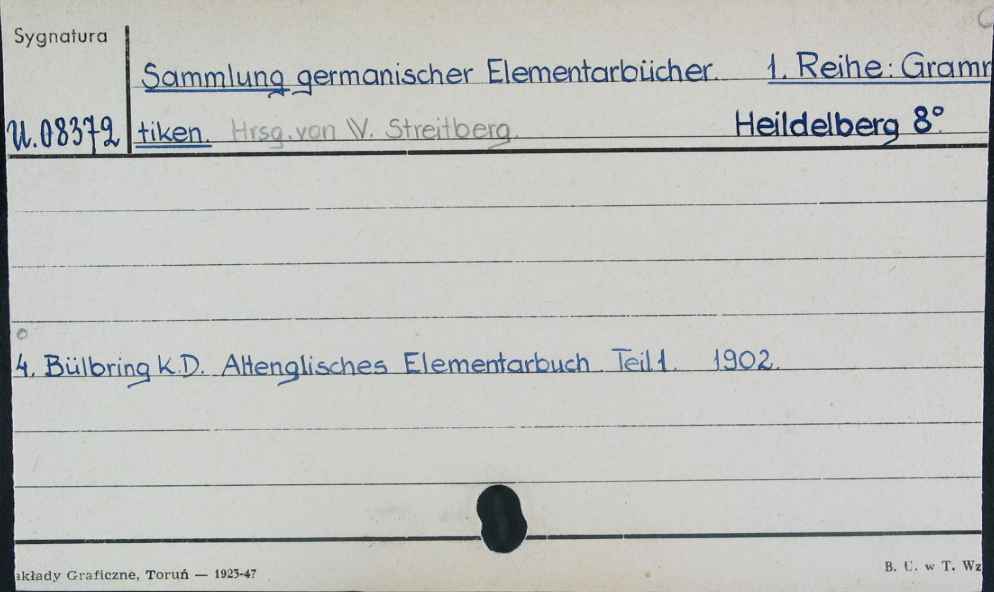 Sygnatura
Sammlung germanischer Elementarbücher. 1. Reihe: Gramm
U.08372 tiken. Hrsg. von W. Streitberg. Heildelberg 8°.
4. Bülbring K.D. Altenglisches Elementarbuch. Teil 1. 1902.
akłady Graficzne, Toruń — 1923-47 B. U. w T. Wz